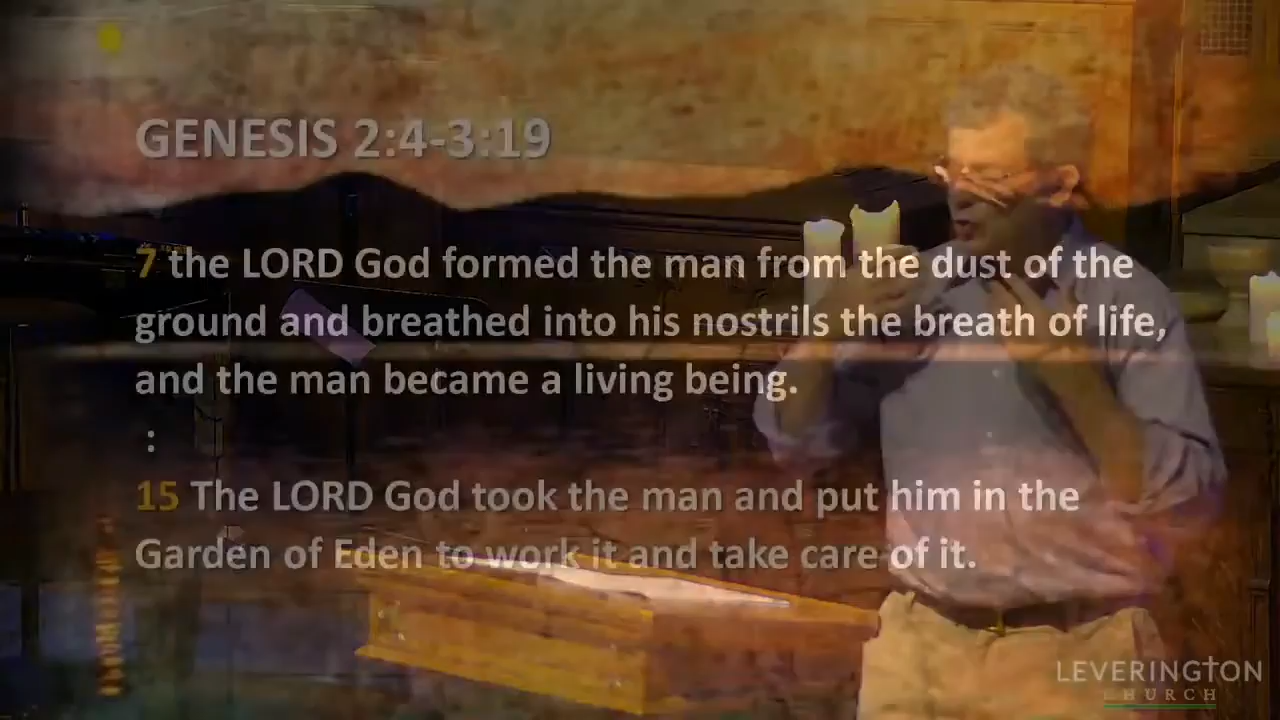 GENESIS 2:4-3:19
7 the LORD God formed the man from the dust of the
ground and breathed into his nostrils the breath of life,
and the man became a living being.
:
15 The LORD God took the man and put him in the
Garden of Eden to work it and take care of it.
LEVERINGTON
CHURCH